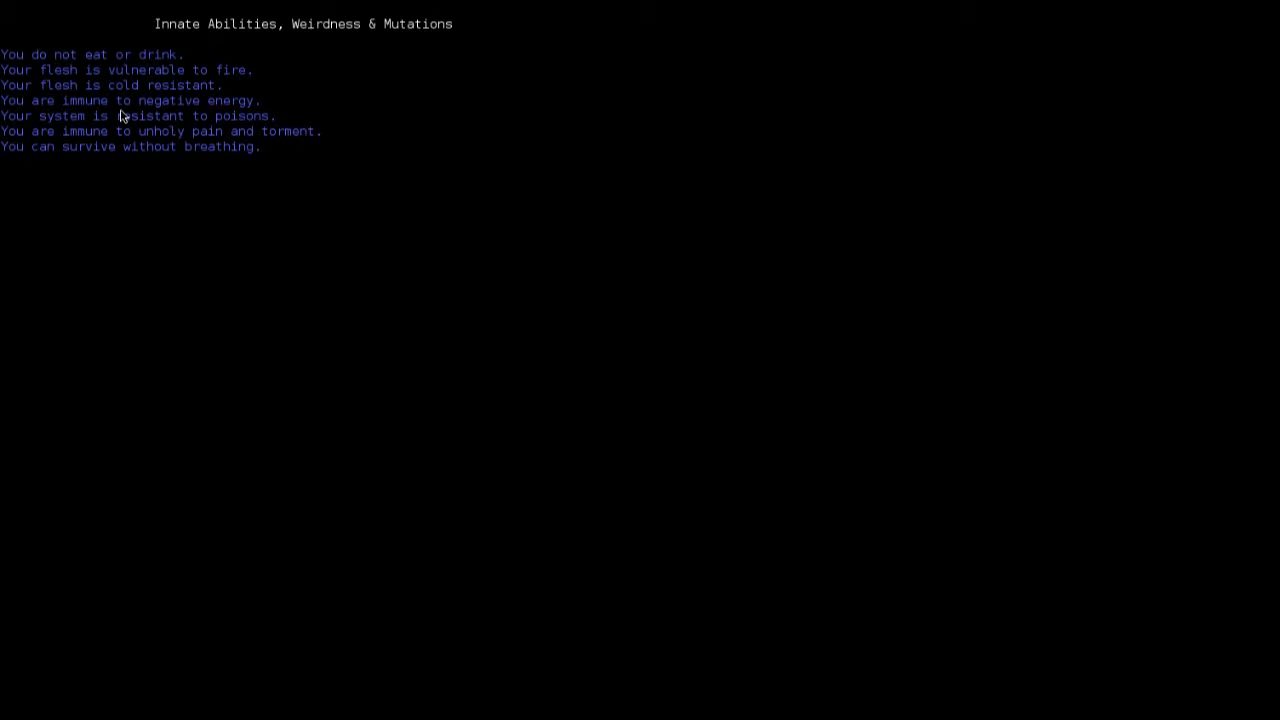 Innate Abilities, Weirdness & Mutations
You do not eat or drink.
Your flesh is vulnerable to fire.
Your flesh is cold resistant.
You are immune to negative energy.
Your system is resistant to poisons.
You are immune to unholy pain and torment.
You can survive without breathing.